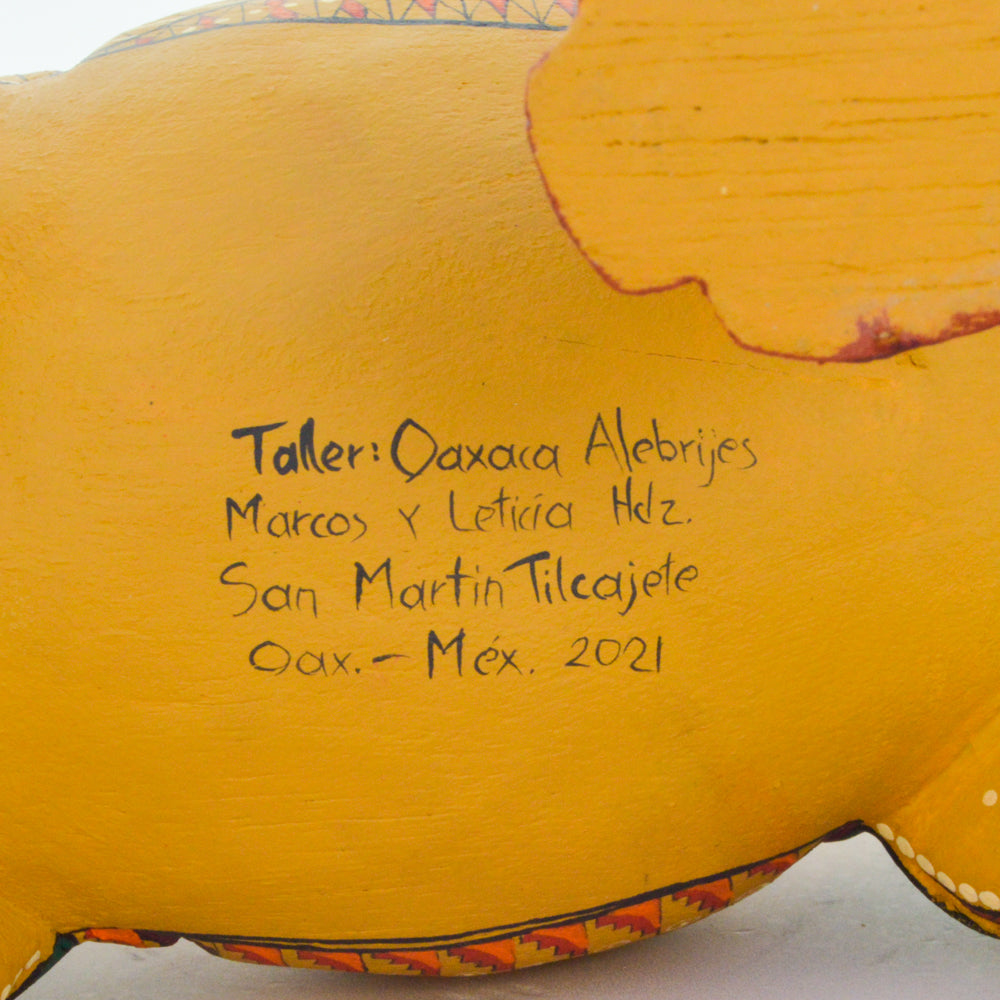 Taller: Oaxaca Alebrijes
Marcos y Leticia Hdz.
San Martin Tilcajete
Oax. - Méx. 2021